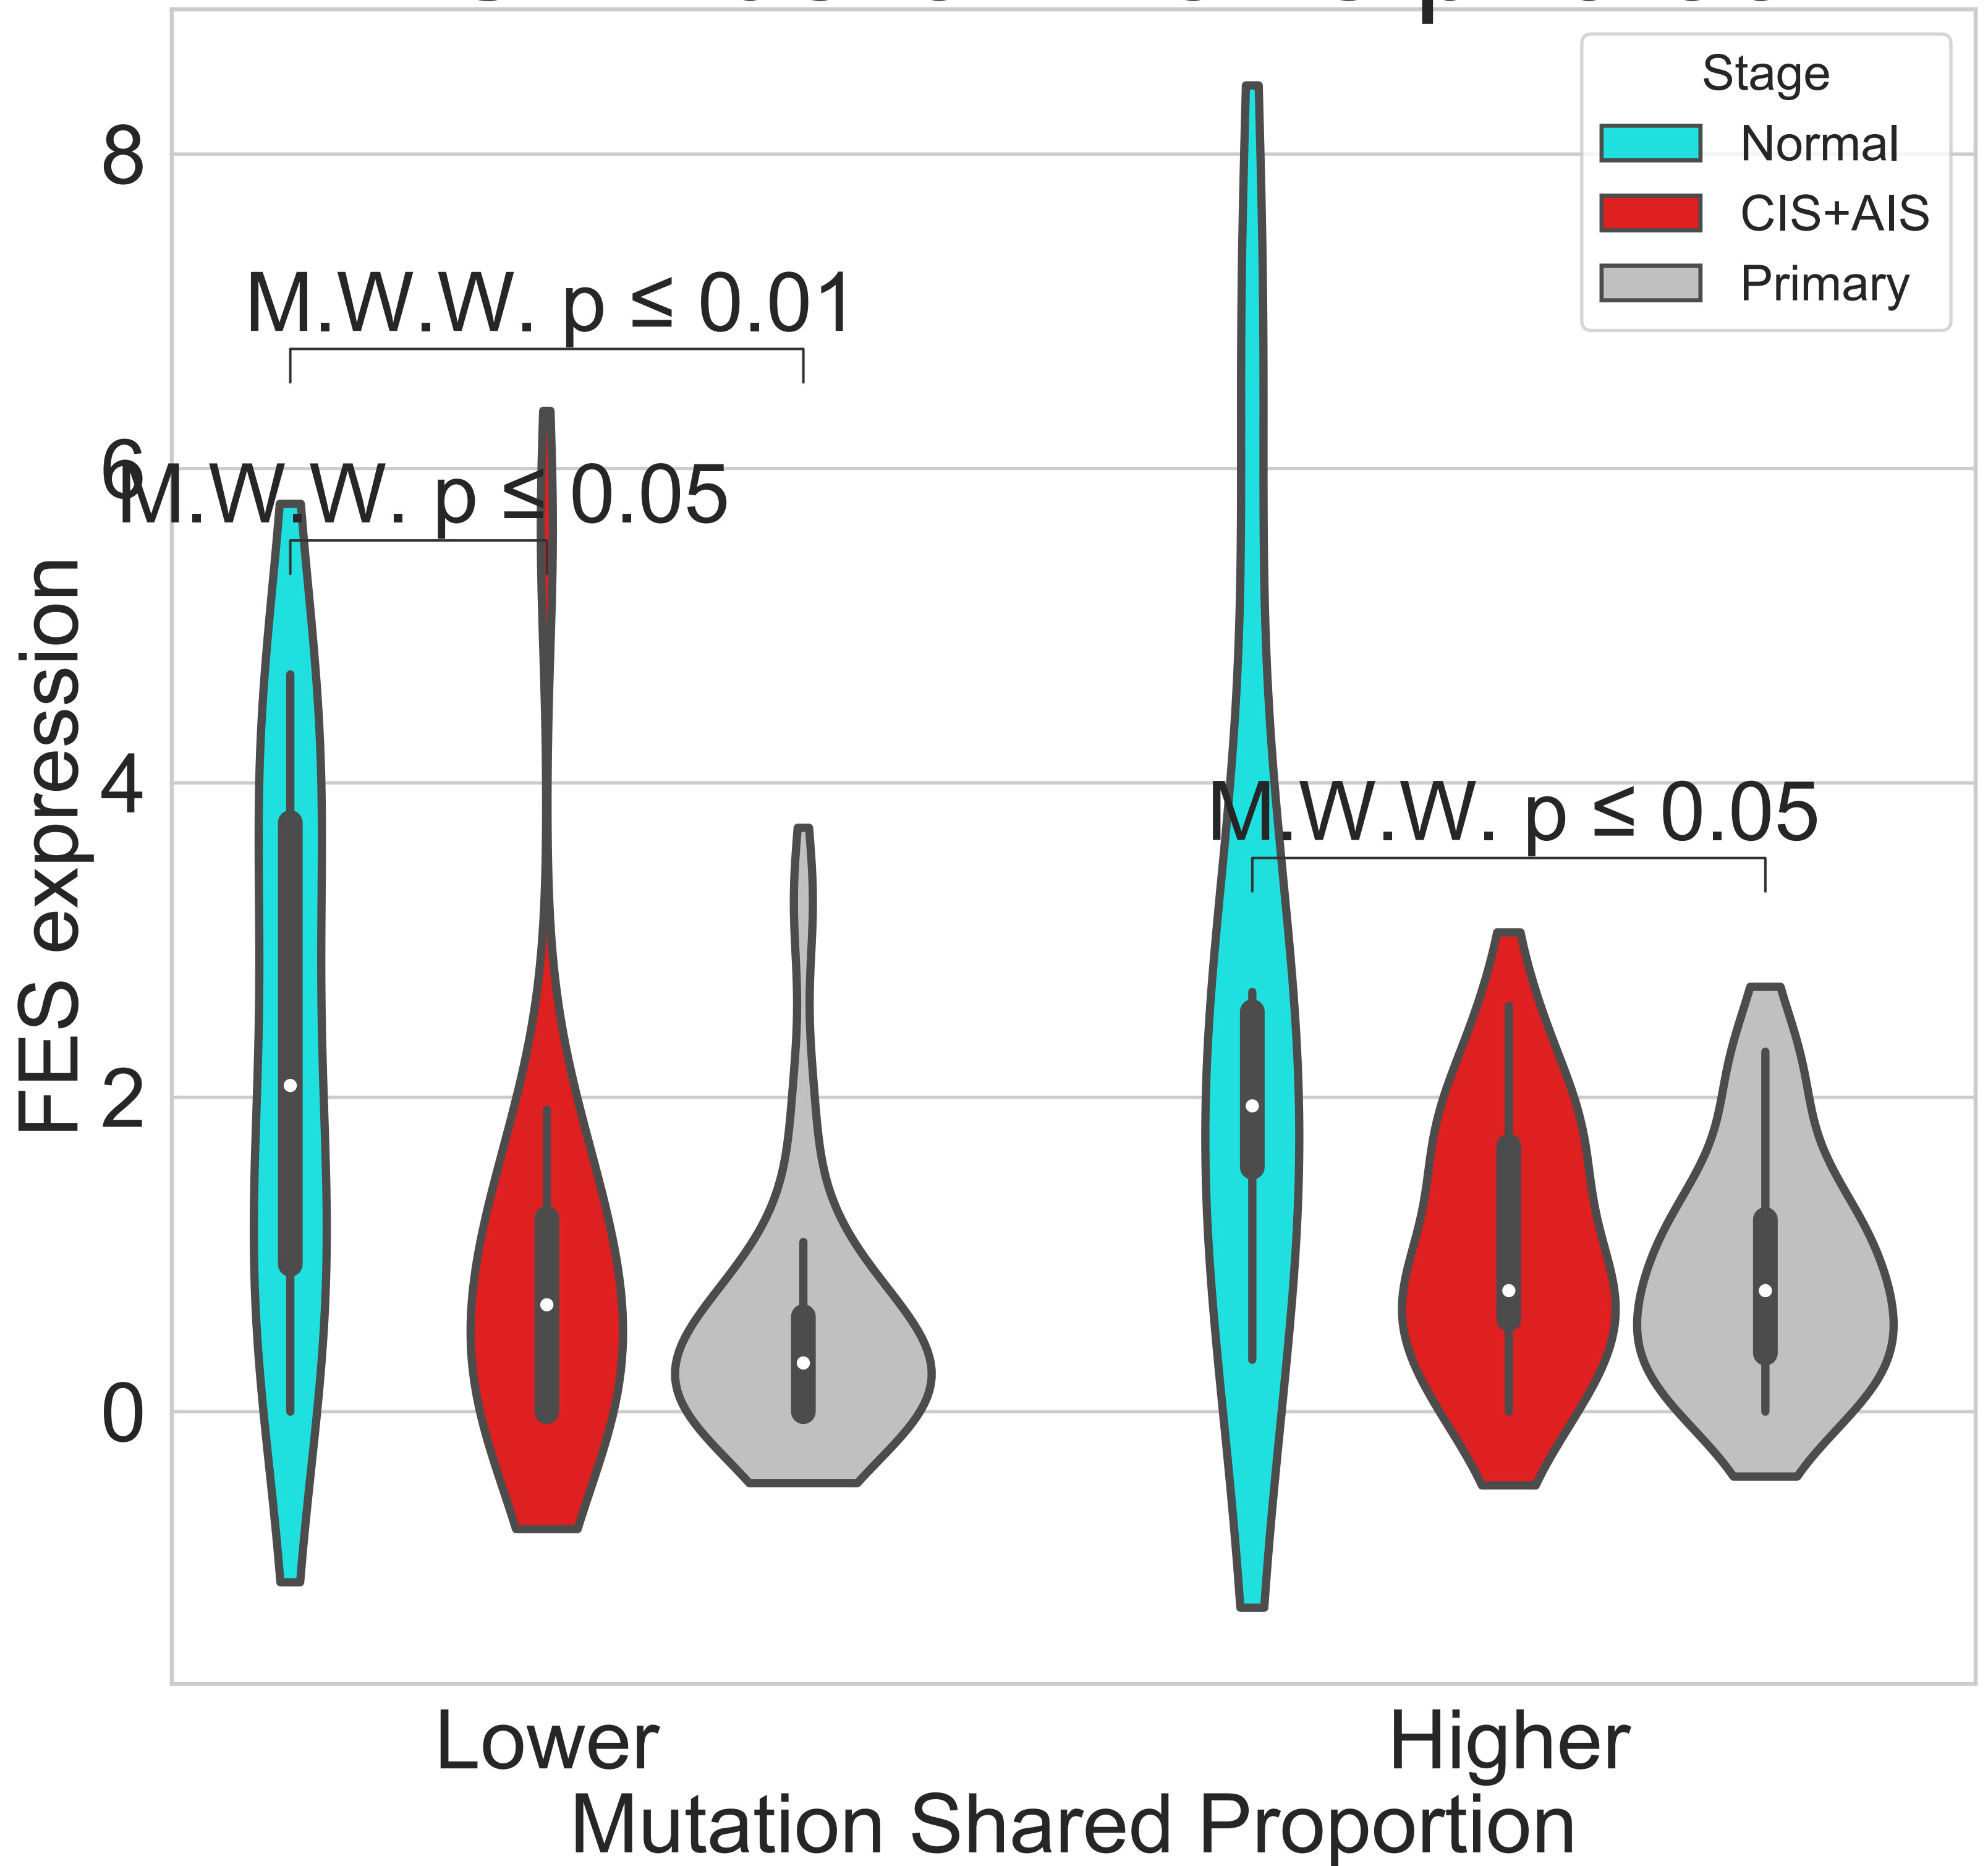 Stage
Normal
CIS+AIS
Primary
8
M.W.W. p ≤ 0.01
6
M.W.W. p ≤ 0.05
4
M.W.W. p ≤ 0.05
2
0
FES expression
Lower
Higher
Mutation Shared Proportion